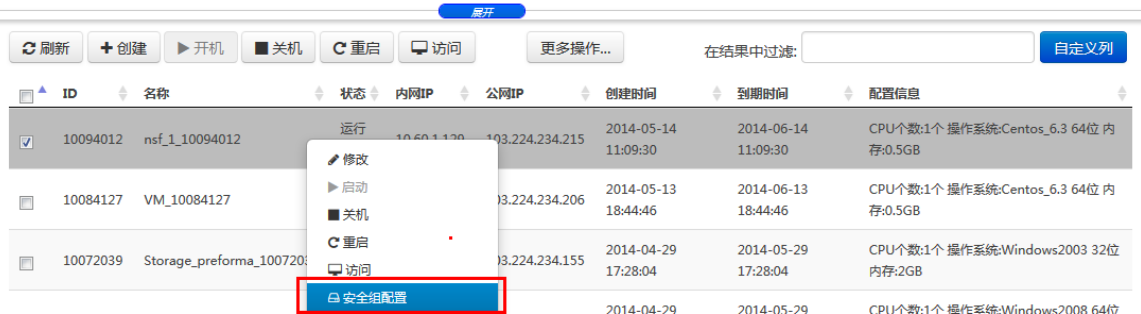 展开
刷新 创建 开机 关机 重启 访问 更多操作... 在结果中过滤: 自定义列
ID 名称 状态 内网IP 公网IP 创建时间 到期时间 配置信息
10094012 nsf_1_10094012 运行 10.60.1.129 103.224.234.215 2014-05-14 11:09:30 2014-06-14 11:09:30 CPU个数:1个 操作系统:Centos_6.3 64位 内存:0.5GB
修改
启动
10084127 VM_10084127 03.224.234.206 2014-05-13 18:44:46 2014-06-13 18:44:46 CPU个数:1个 操作系统:Centos_6.3 64位 内存:0.5GB
关机
重启
10072039 Storage_preforma_100720 03.224.234.155 2014-04-29 17:28:04 2014-05-29 17:28:04 CPU个数:1个 操作系统:Windows2003 32位 内存:2GB
访问
安全组配置
2014-04-29 2014-05-29 CPU个数:1个 操作系统:Windows2008 64位